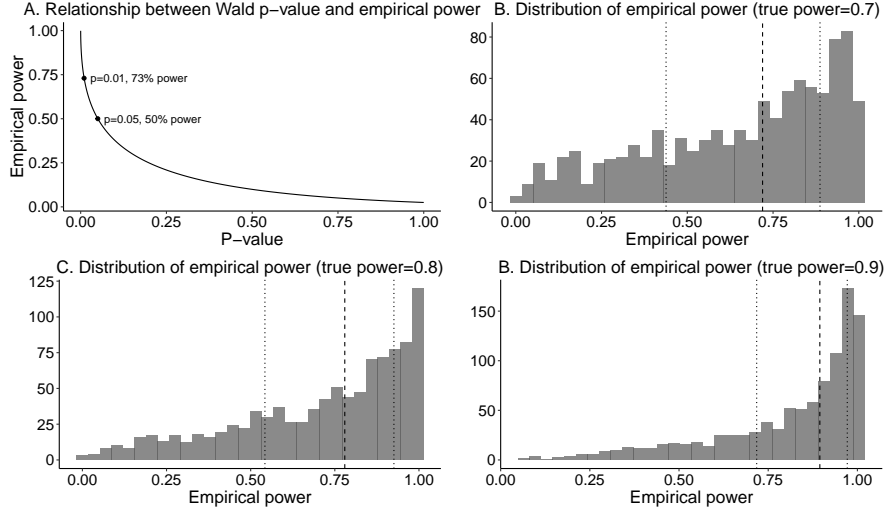 A. Relationship between Wald p-value and empirical power
1.00
0.75
0.50
0.25
0.00
Empirical power
p=0.01, 73% power
p=0.05, 50% power
0.00 0.25 0.50 0.75 1.00
P−value
B. Distribution of empirical power (true power=0.7)
80
60
40
20
0
0.00 0.25 0.50 0.75 1.00
Empirical power
C. Distribution of empirical power (true power=0.8)
125
100
75
50
25
0
0.00 0.25 0.50 0.75 1.00
Empirical power
B. Distribution of empirical power (true power=0.9)
150
100
50
0
0.00 0.25 0.50 0.75 1.00
Empirical power